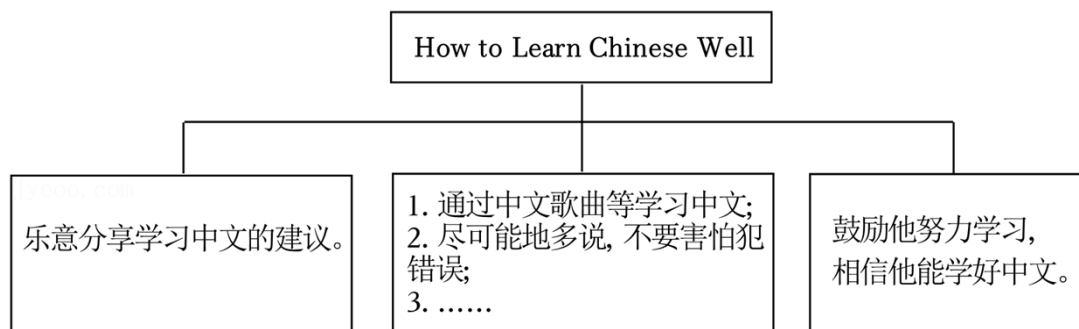 How to Learn Chinese Well
乐意分享学习中文的建议。
1. 通过中文歌曲等学习中文;
2. 尽可能地多说, 不要害怕犯
错误;
3. ……
鼓励他努力学习,
相信他能学好中文。